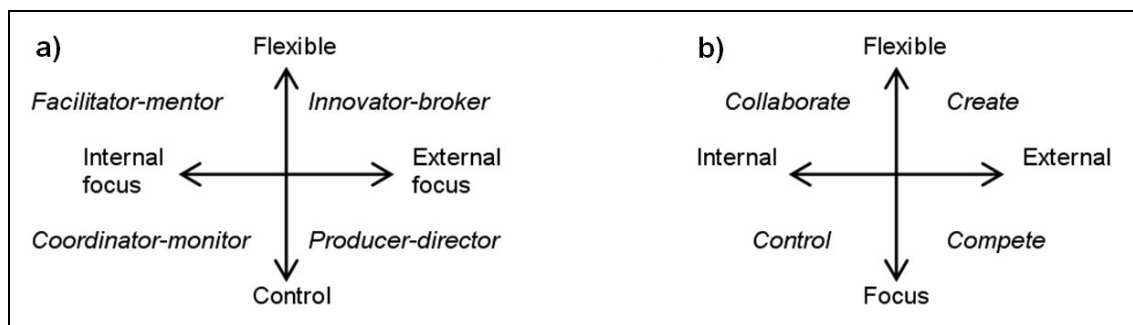 a)
Flexible
Facilitator-mentor
Innovator-broker
Internal
focus
External
focus
Coordinator-monitor
Producer-director
Control
b)
Flexible
Collaborate
Create
Internal
External
Control
Compete
Focus